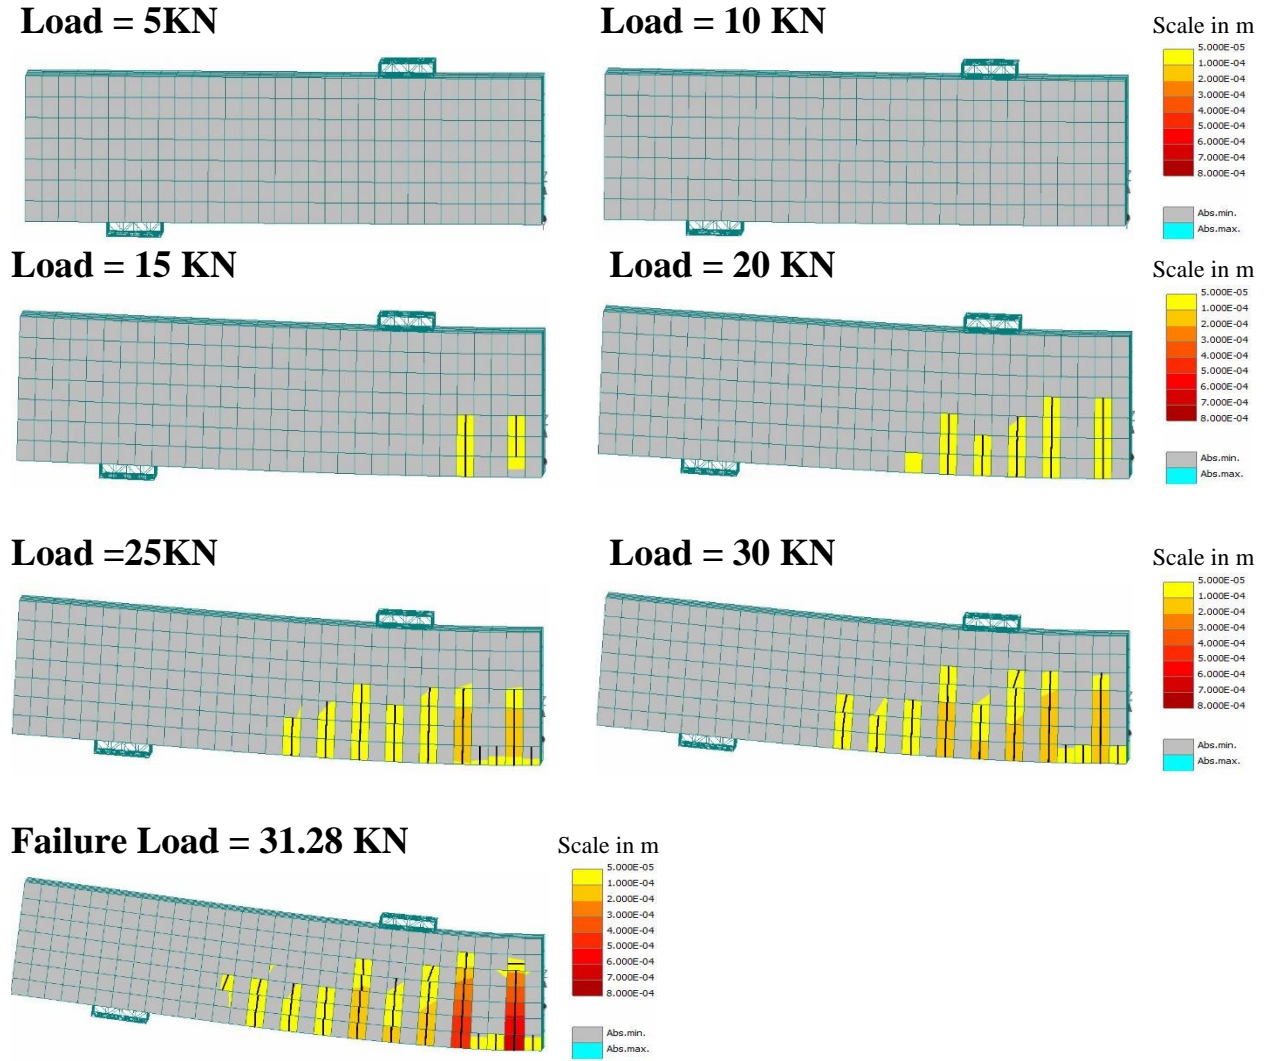 Load = 5KN
Load = 10 KN
Scale in m
5.000E-05
1.000E-04
2.000E-04
3.000E-04
4.000E-04
5.000E-04
6.000E-04
7.000E-04
8.000E-04
Abs.min.
Abs.max.
Load = 15 KN
Load = 20 KN
Scale in m
5.000E-05
1.000E-04
2.000E-04
3.000E-04
4.000E-04
5.000E-04
6.000E-04
7.000E-04
8.000E-04
Abs.min.
Abs.max.
Load =25KN
Load = 30 KN
Scale in m
5.000E-05
1.000E-04
2.000E-04
3.000E-04
4.000E-04
5.000E-04
6.000E-04
7.000E-04
8.000E-04
Abs.min.
Abs.max.
Failure Load = 31.28 KN
Scale in m
5.000E-05
1.000E-04
2.000E-04
3.000E-04
4.000E-04
5.000E-04
6.000E-04
7.000E-04
8.000E-04
Abs.min.
Abs.max.